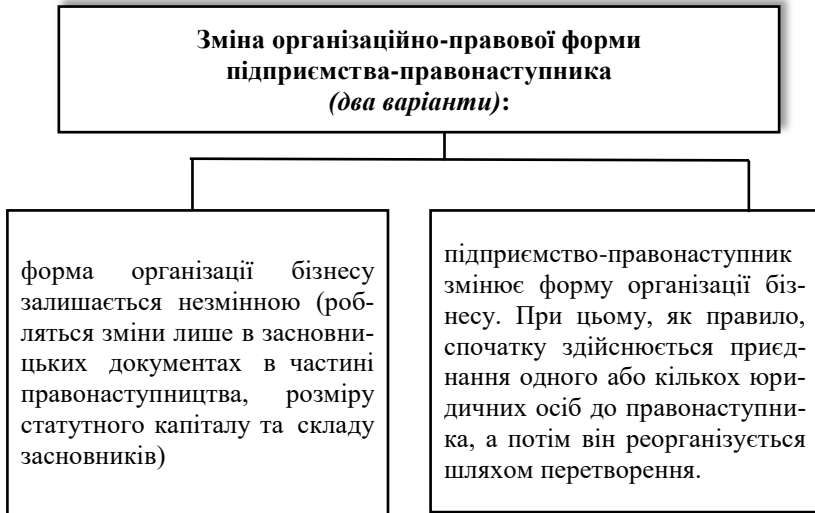 Зміна організаційно-правової форми
підприємства-правонаступника
(два варіанти):
форма організації бізнесу
залишається незмінною (роб-
ляться зміни лише в засновни-
цьких документах в частині
правонаступництва, розміру
статутного капіталу та складу
засновників)
підприємство-правонаступник
змінює форму організації біз-
несу. При цьому, як правило,
спочатку здійснюється приєд-
нання одного або кількох юри-
дичних осіб до правонаступни-
ка, а потім він реорганізується
шляхом перетворення.